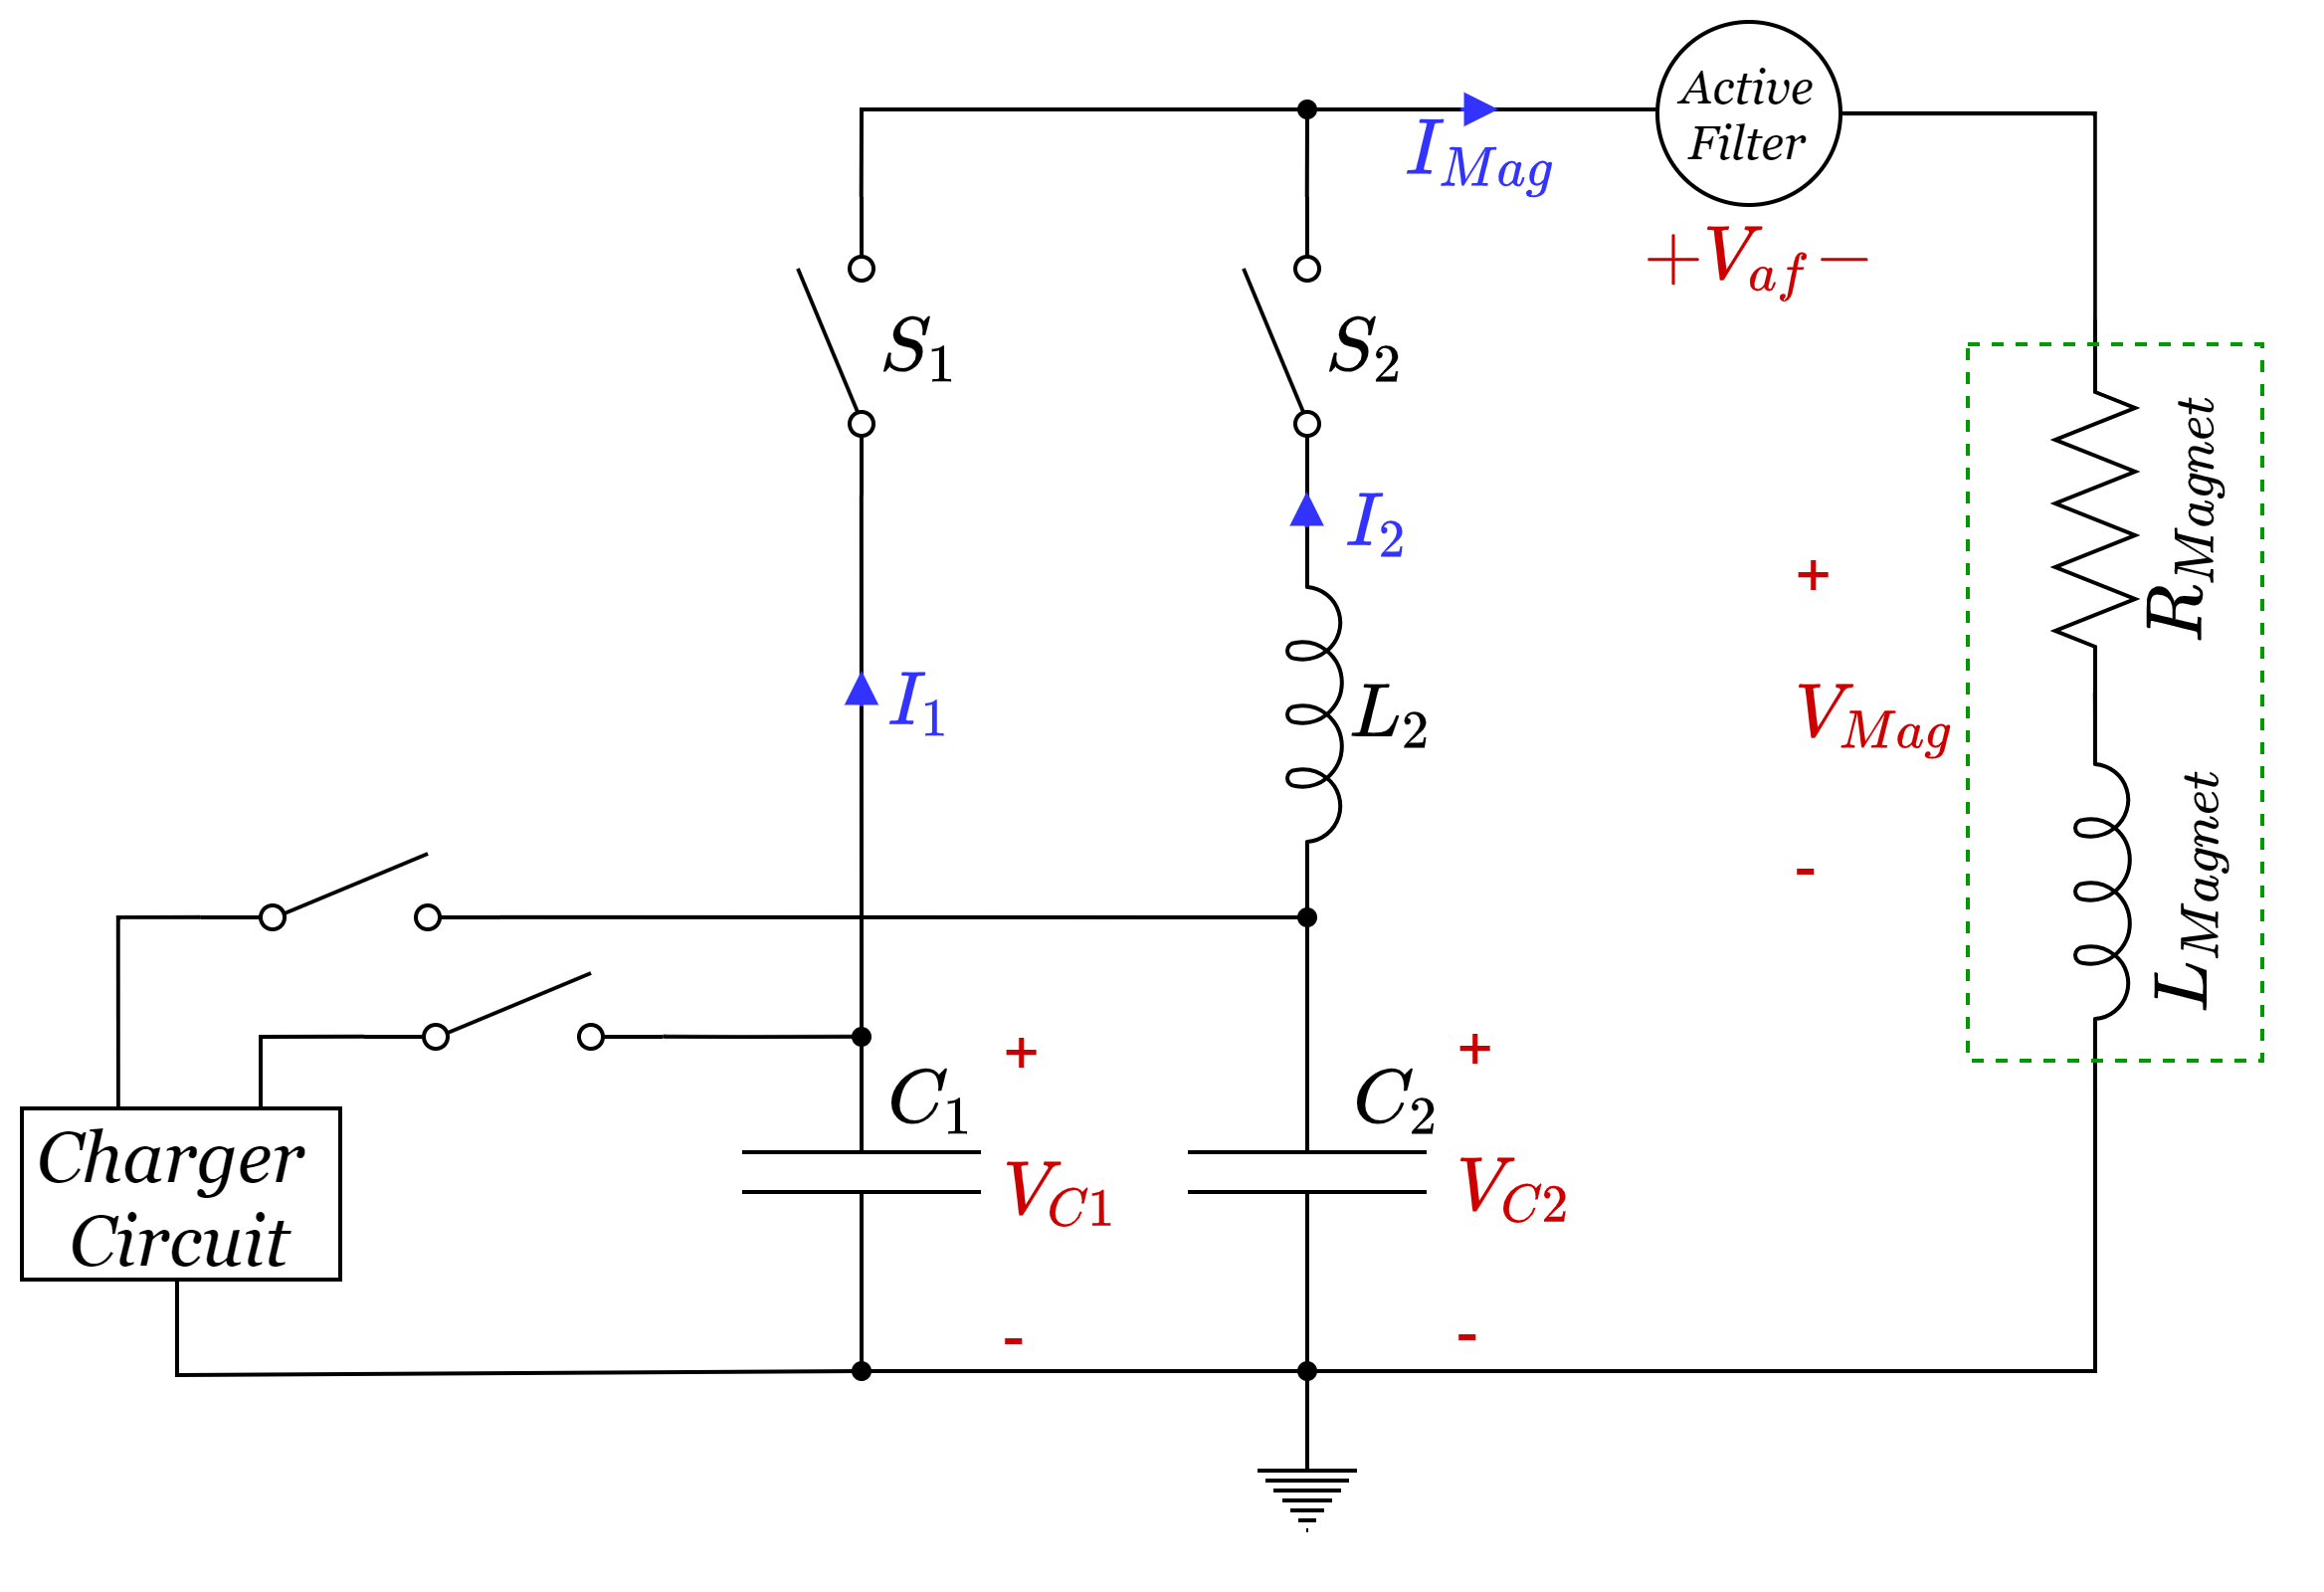 Active
Filter
I_Mag
+V_af−
S_1
S_2
I_2
R_Magnet
+
I_1
L_2
V_Mag
L_Magnet
-
+
+
C_1
C_2
Charger
Circuit
V_C1
V_C2
-
-